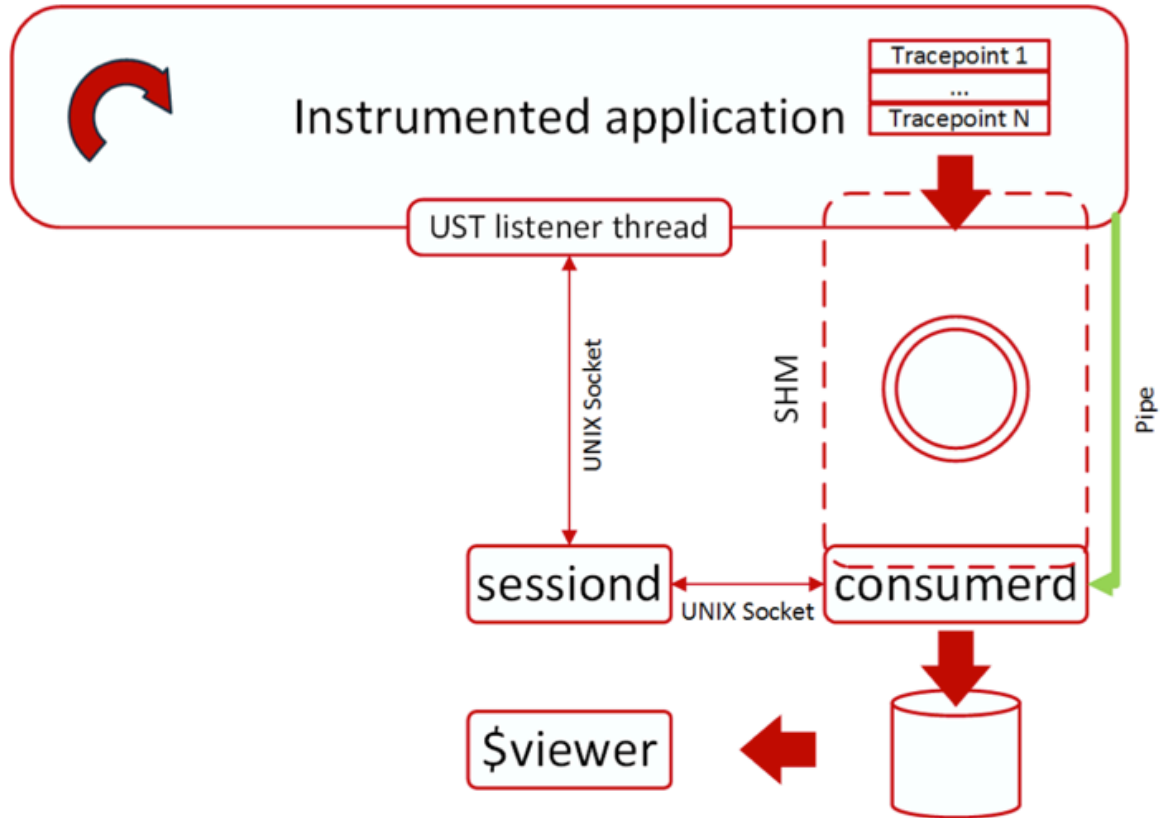 Tracepoint 1
...
Tracepoint N
Instrumented application
UST listener thread
UNIX Socket
SHM
Pipe
sessiond
UNIX Socket
consumerd
$viewer